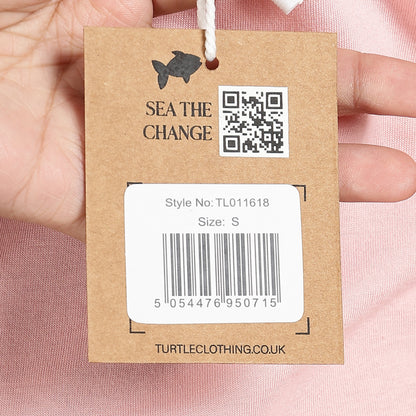 SEA THE
CHANGE
Style No: TL011618
Size: S
5 054476 950715
TURTLECLOTHING.CO.UK